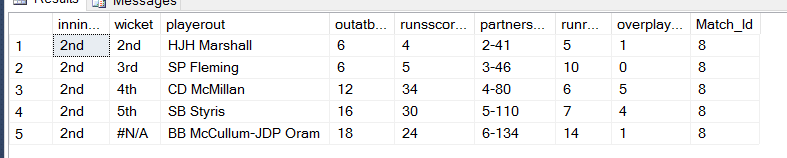 Results Messages
innin... wicket playerout outatb... runsscor... partners... runr... overplay... Match_Id
1 2nd 2nd HJH Marshall 6 4 2-41 5 1 8
2 2nd 3rd SP Fleming 6 5 3-46 10 0 8
3 2nd 4th CD McMillan 12 34 4-80 6 5 8
4 2nd 5th SB Styris 16 30 5-110 7 4 8
5 2nd #N/A BB McCullum-JDP Oram 18 24 6-134 14 1 8